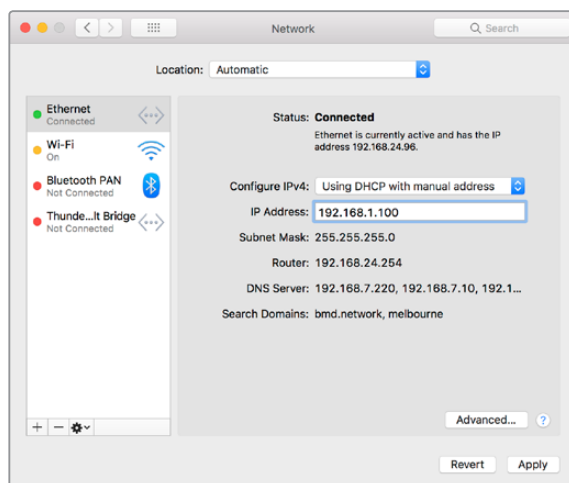 Network
Search
Location: Automatic
Ethernet
Connected
Wi-Fi
On
Bluetooth PAN
Not Connected
Thunde...lt Bridge
Not Connected
Status: Connected
Ethernet is currently active and has the IP
address 192.168.24.96.
Configure IPv4: Using DHCP with manual address
IP Address: 192.168.1.100
Subnet Mask: 255.255.255.0
Router: 192.168.24.254
DNS Server: 192.168.7.220, 192.168.7.10, 192.1...
Search Domains: bmd.network, melbourne
Advanced... ?
Revert Apply